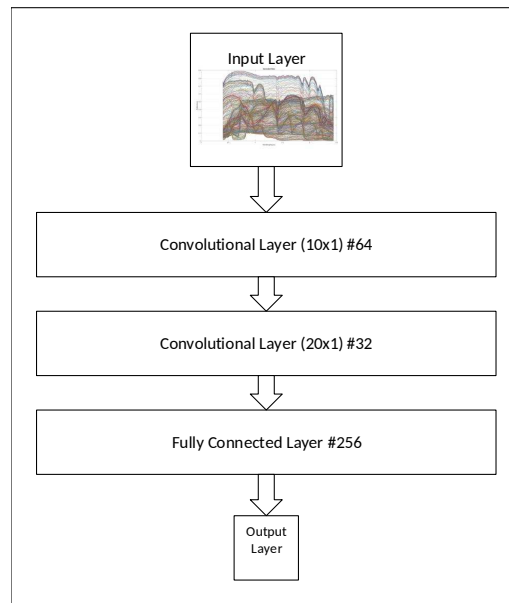 Input Layer
Convolutional Layer (10x1) #64
Convolutional Layer (20x1) #32
Fully Connected Layer #256
Output
Layer